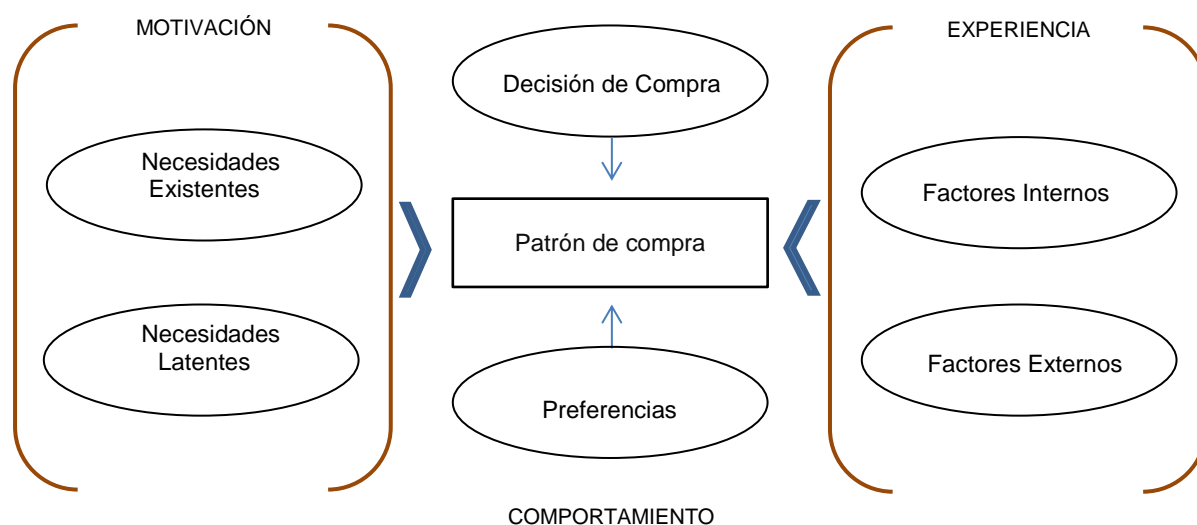 MOTIVACIÓN
Necesidades
Existentes
Necesidades
Latentes
Decisión de Compra
Patrón de compra
Preferencias
COMPORTAMIENTO
EXPERIENCIA
Factores Internos
Factores Externos